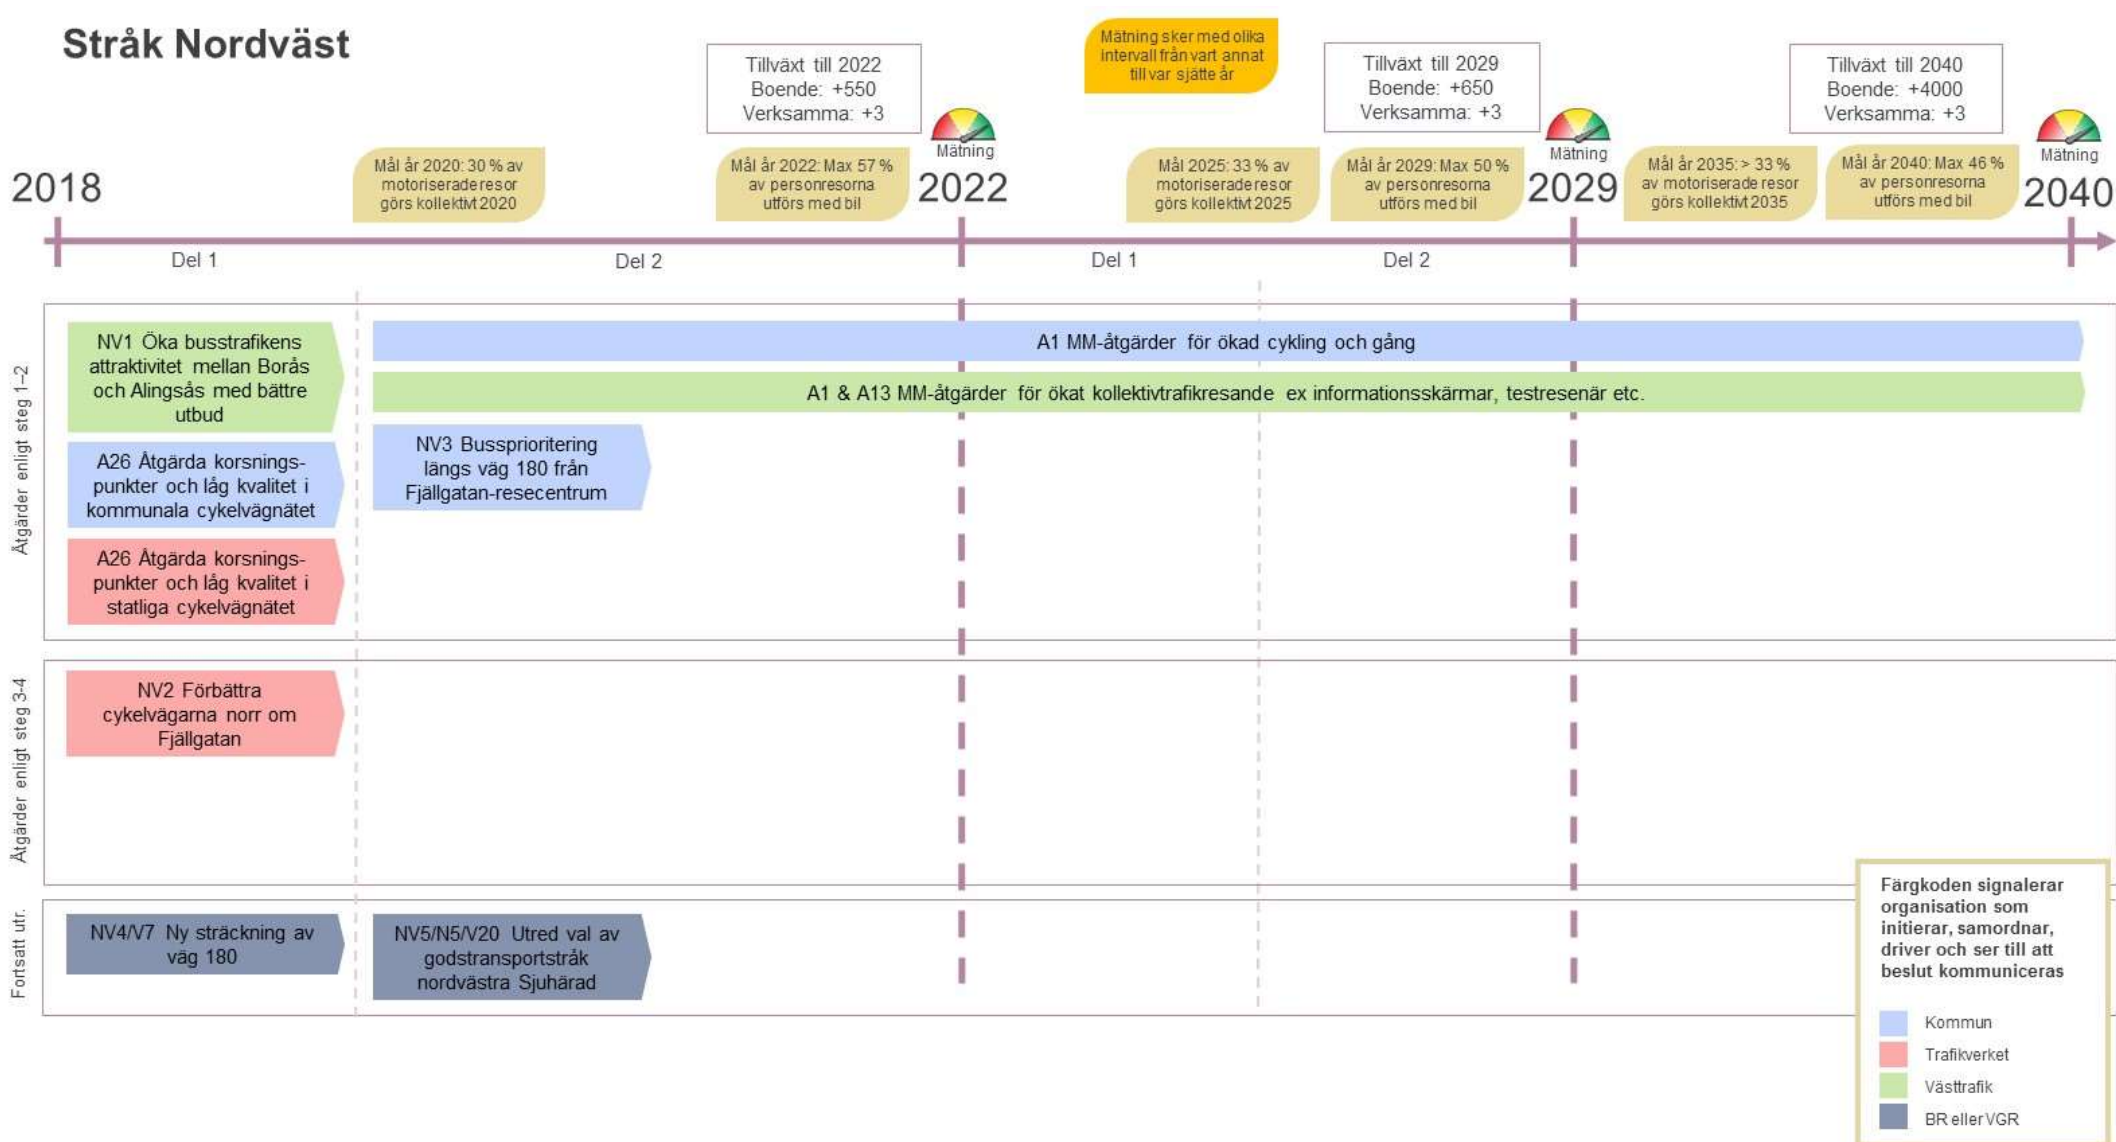 Stråk Nordväst
Tillväxt till 2022
Boende: +550
Verksamma: +3
Mätning sker med olika
intervall från vart annat
till var sjätte år
Tillväxt till 2029
Boende: +650
Verksamma: +3
Tillväxt till 2040
Boende: +4000
Verksamma: +3
Mätning
Mätning
Mätning
2018
Mål år 2020: 30 % av
motoriserade resor
görs kollektivt 2020
Mål år 2022: Max 57 %
av personresorna
utförs med bil
2022
Mål 2025: 33 % av
motoriserade resor
görs kollektivt 2025
Mål år 2029: Max 50 %
av personresorna
utförs med bil
2029
Mål år 2035: > 33 %
av motoriserade resor
görs kollektivt 2035
Mål år 2040: Max 46 %
av personresorna
utförs med bil
2040
Del 1
Del 2
Del 1
Del 2
Åtgärder enligt steg 1–2
NV1 Öka busstrafikens
attraktivitet mellan Borås
och Alingsås med bättre
utbud
A1 MM-åtgärder för ökad cykling och gång
A1 & A13 MM-åtgärder för ökat kollektivtrafikresande ex informationsskärmar, testresenär etc.
A26 Åtgärda korsnings-
punkter och låg kvalitet i
kommunala cykelvägnätet
NV3 Bussprioritering
längs väg 180 från
Fjällgatan-resecentrum
A26 Åtgärda korsnings-
punkter och låg kvalitet i
statliga cykelvägnätet
Åtgärder enligt steg 3-4
NV2 Förbättra
cykelvägarna norr om
Fjällgatan
Fortsatt utr.
NV4/V7 Ny sträckning av
väg 180
NV5/N5/V20 Utred val av
godstransportstråk
nordvästra Sjuhärad
Färgkoden signalerar
organisation som
initierar, samordnar,
driver och ser till att
beslut kommuniceras
Kommun
Trafikverket
Västtrafik
BR eller VGR